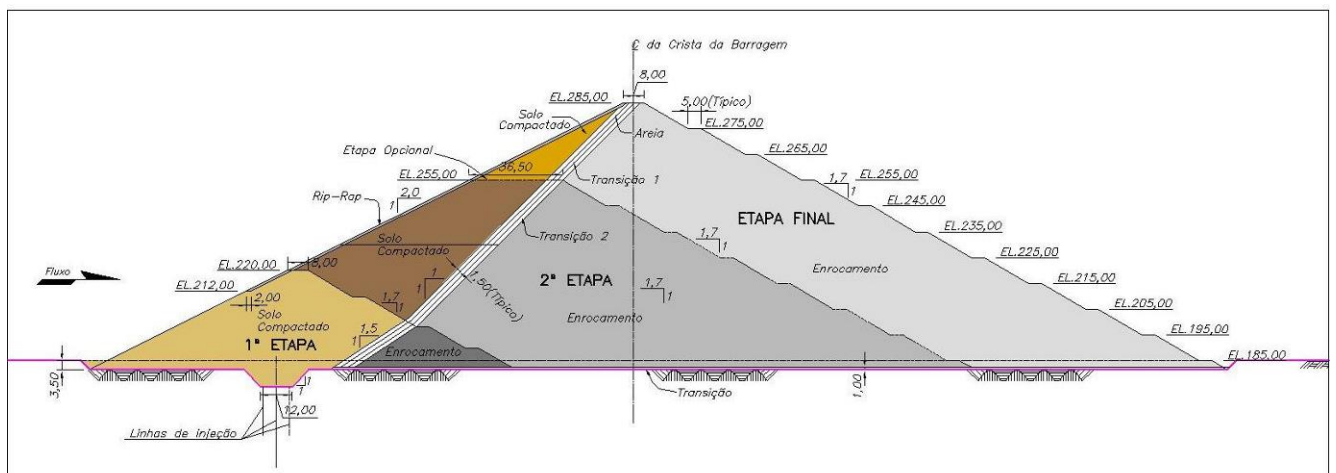 ℄ da Crista da Barragem
8,00
EL.285,00
5,00(Típico)
EL.275,00
Solo
Compactado
Areia
EL.265,00
Etapa Opcional
36,50
EL.255,00
Transição 1
1,7
1
EL.255,00
2,0
1
Rip-Rap
EL.245,00
ETAPA FINAL
EL.235,00
Solo
Compactado
Transição 2
1,7
1
EL.225,00
Fluxo
EL.220,00
8,00
Enrocamento
EL.215,00
EL.212,00
1
1
1,50(Típico)
2ª ETAPA
1,7
1
2,00
1,7
1
EL.205,00
Solo
Compactado
Enrocamento
1,5
1
EL.195,00
1ª ETAPA
Enrocamento
EL.185,00
3,50
1
1
1,00
Transição
12,00
Linhas de injeção